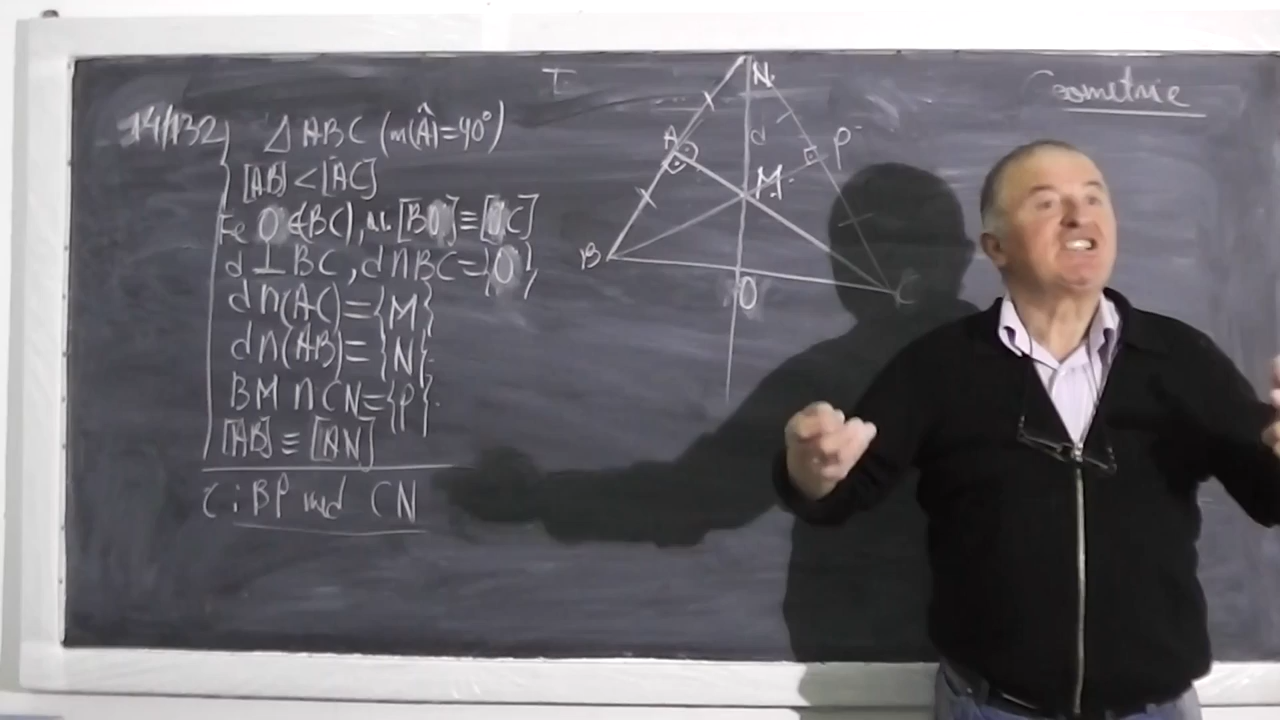 I.
Geometrie
14/132) Δ ABC (m(Â)=90°)
[AB] < [AC]
Fie O ∈ (BC), a.î. [BO] ≡ [OC]
d ⊥ BC, d ∩ BC = {O},
d ∩ (AC) = {M}
d ∩ (AB) = {N}.
BM ∩ CN = {P}.
[AB] ≡ [AN]
C: BP med CN
N
A
d
P
M
B
O
C